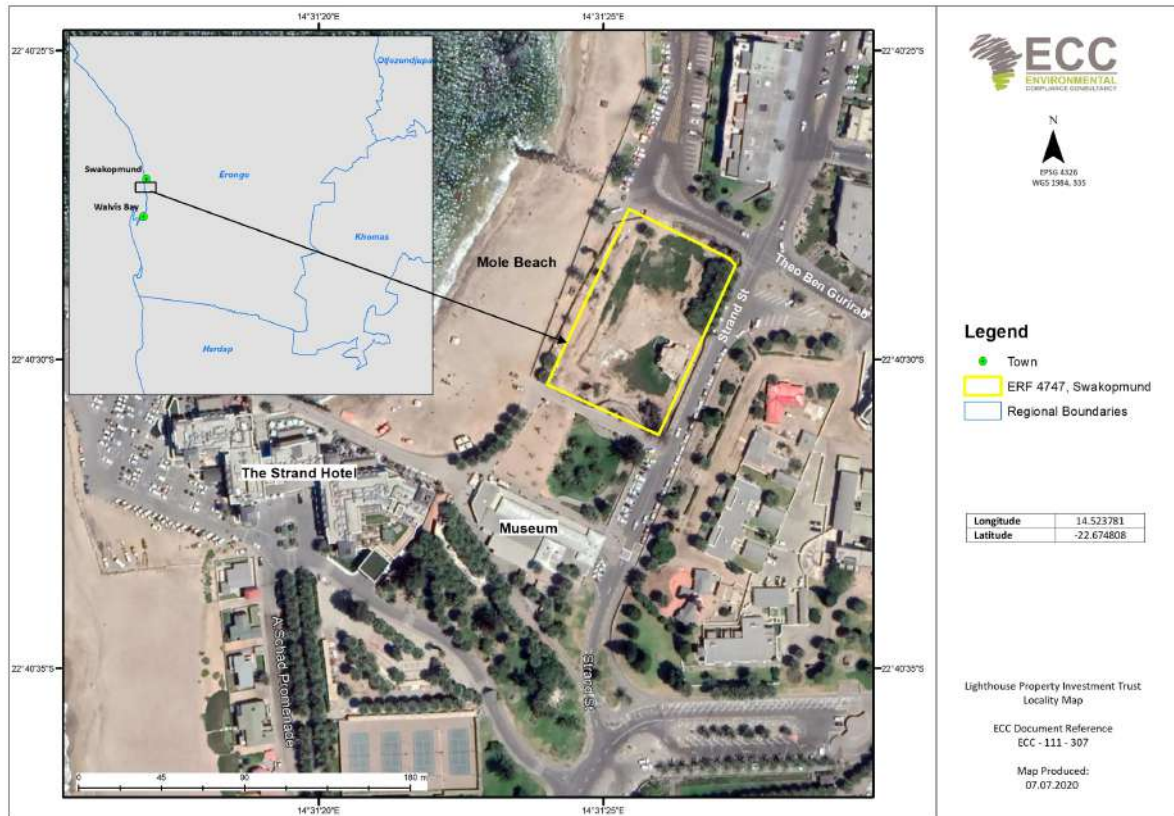 14°31'20"E
14°31'25"E
22°40'25"S
22°40'25"S
Otjozondjupa
Swakopmund
Erongo
Walvis Bay
Khomas
Hardap
Mole Beach
Theo Ben Gurirab
Strand St
22°40'30"S
22°40'30"S
The Strand Hotel
Museum
A Schad Promenade
Strand St
22°40'35"S
22°40'35"S
0 45 90 180 m
14°31'20"E
14°31'25"E
ECC
ENVIRONMENTAL
COMPLIANCE CONSULTANCY
N
EPSG 4326
WGS 1984, 33S
Legend
Town
ERF 4747, Swakopmund
Regional Boundaries
Longitude 14.523781
Latitude -22.674808
Lighthouse Property Investment Trust
Locality Map
ECC Document Reference
ECC - 111 - 307
Map Produced:
07.07.2020